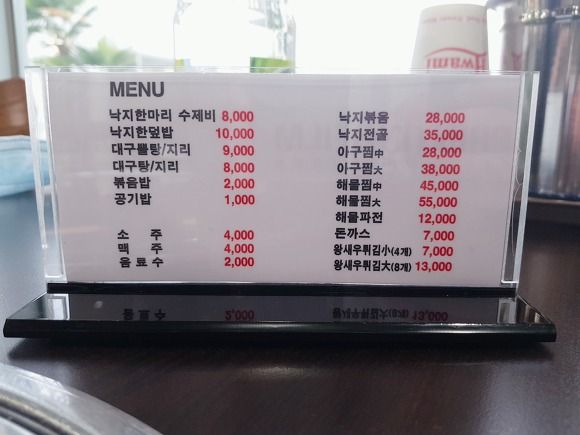 MENU
낙지한마리 수제비 8,000
낙지한덮밥 10,000
대구뽈탕/지리 9,000
대구탕/지리 8,000
볶음밥 2,000
공기밥 1,000
소 주 4,000
맥 주 4,000
음 료 수 2,000
낙지볶음 28,000
낙지전골 35,000
아구찜中 28,000
아구찜大 38,000
해물찜中 45,000
해물찜大 55,000
해물파전 12,000
돈까스 7,000
왕새우튀김小(4개) 7,000
왕새우튀김大(8개) 13,000